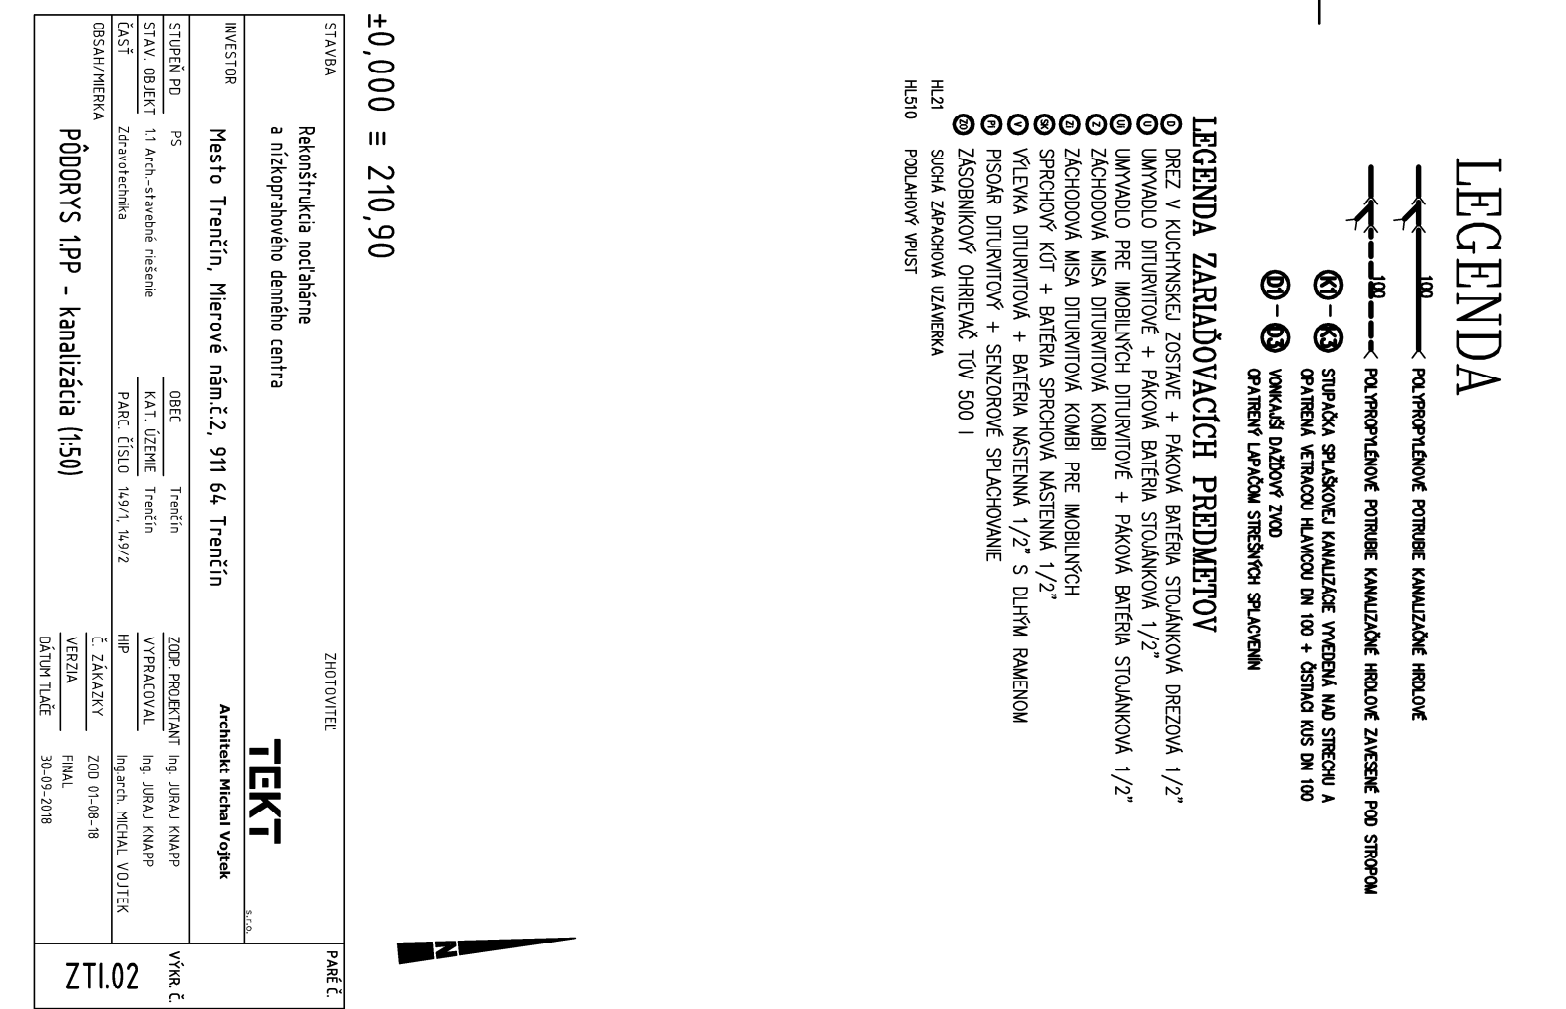 LEGENDA
100
POLYPROPYLÉNOVÉ POTRUBIE KANALIZAČNÉ HRDLOVÉ
100
POLYPROPYLÉNOVÉ POTRUBIE KANALIZAČNÉ HRDLOVÉ ZAVESENÉ POD STROPOM
K1 - K3 STUPAČKA SPLAŠKOVEJ KANALIZÁCIE VYVEDENÁ NAD STRECHU A
OPATRENÁ VETRACOU HLAVICOU DN 100 + ČISTIACI KUS DN 100
D1 - D3 VONKAJŠÍ DAŽĎOVÝ ZVOD
OPATRENÝ LAPAČOM STREŠNÝCH SPLAVENÍN
LEGENDA ZARIAĎOVACÍCH PREDMETOV
D DREZ V KUCHYNSKEJ ZOSTAVE + PÁKOVÁ BATÉRIA STOJÁNKOVÁ DREZOVÁ 1/2"
U UMYVADLO DITURVITOVÉ + PÁKOVÁ BATÉRIA STOJÁNKOVÁ 1/2"
UI UMYVADLO PRE IMOBILNÝCH DITURVITOVÉ + PÁKOVÁ BATÉRIA STOJÁNKOVÁ 1/2"
Z ZÁCHODOVÁ MISA DITURVITOVÁ KOMBI
ZI ZÁCHODOVÁ MISA DITURVITOVÁ KOMBI PRE IMOBILNÝCH
SK SPRCHOVÝ KÚT + BATÉRIA SPRCHOVÁ NÁSTENNÁ 1/2"
V VÝLEVKA DITURVITOVÁ + BATÉRIA NÁSTENNÁ 1/2" S DLHÝM RAMENOM
PI PISOÁR DITURVITOVÝ + SENZOROVÉ SPLACHOVANIE
ZO ZÁSOBNÍKOVÝ OHRIEVAČ TÚV 500 l
HL21 SUCHÁ ZÁPACHOVÁ UZÁVIERKA
HL510 PODLAHOVÝ VPUST
±0,000 = 210,90
N
STAVBA
Rekonštrukcia nocľahárne
a nízkoprahového denného centra
ZHOTOVITEĽ
TEKT
s.r.o.
PARÉ Č.
INVESTOR
Mesto Trenčín, Mierové nám.č.2, 911 64 Trenčín
Architekt Michal Vojtek
STUPEŇ PD PS OBEC Trenčín ZODP. PROJEKTANT Ing. JURAJ KNAPP
VÝKR. Č.
STAV. OBJEKT 1.1 Arch.-stavebné riešenie KAT. ÚZEMIE Trenčín VYPRACOVAL Ing. JURAJ KNAPP
ČASŤ Zdravotechnika PARC. ČÍSLO 149/1, 149/2 HIP Ing.arch. MICHAL VOJTEK
ZTI.02
OBSAH/MIERKA
PÔDORYS 1.PP - kanalizácia (1:50)
Č. ZÁKAZKY ZOD 01-08-18
VERZIA FINAL
DÁTUM TLAČE 30-09-2018